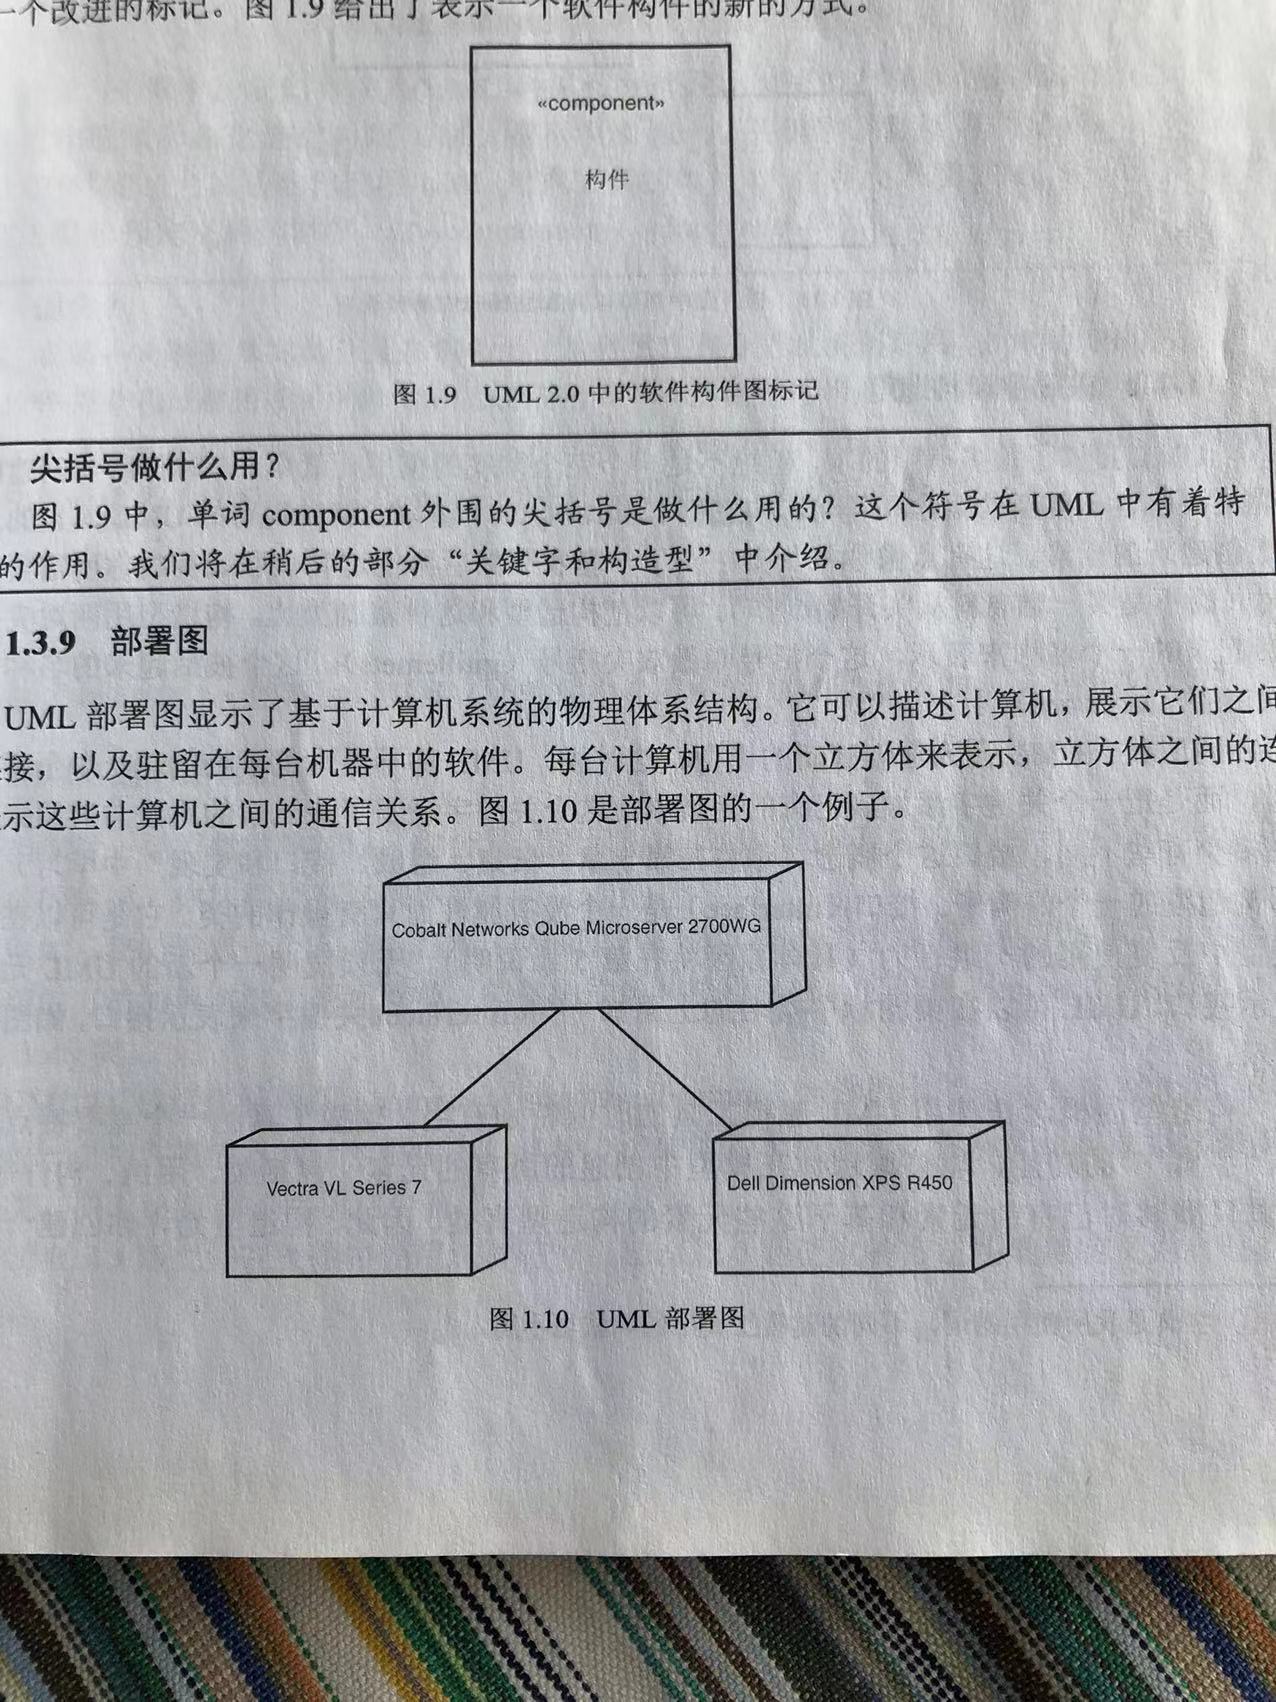 一个改进的标记。图 1.9 给出了表示一个软件构件的新的方式。
«component»
构件
图 1.9 UML 2.0 中的软件构件图标记
尖括号做什么用?
图 1.9 中，单词 component 外围的尖括号是做什么用的? 这个符号在 UML 中有着特
的作用。我们将在稍后的部分“关键字和构造型”中介绍。
1.3.9 部署图
UML 部署图显示了基于计算机系统的物理体系结构。它可以描述计算机，展示它们之间
接，以及驻留在每台机器中的软件。每台计算机用一个立方体来表示，立方体之间的连
示这些计算机之间的通信关系。图 1.10 是部署图的一个例子。
Cobalt Networks Qube Microserver 2700WG
Vectra VL Series 7
Dell Dimension XPS R450
图 1.10 UML 部署图